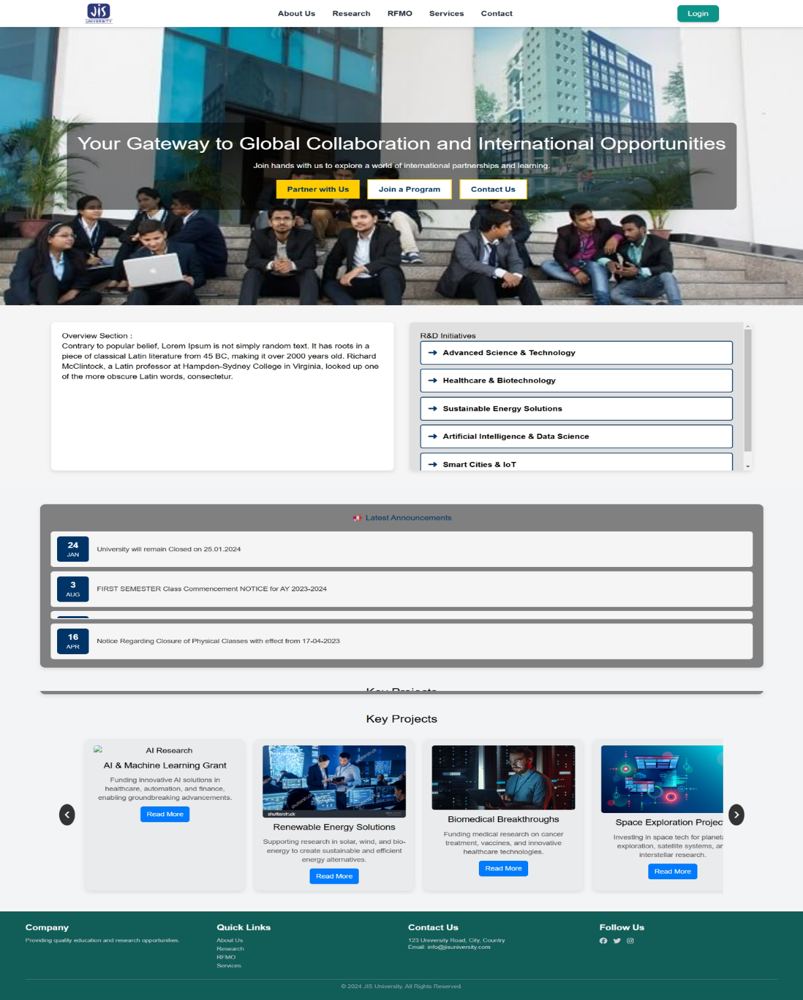 JIS
UNIVERSITY
About Us Research RFMO Services Contact
Login
Your Gateway to Global Collaboration and International Opportunities
Join hands with us to explore a world of international partnerships and learning.
Partner with Us Join a Program Contact Us
Overview Section :
Contrary to popular belief, Lorem Ipsum is not simply random text. It has roots in a
piece of classical Latin literature from 45 BC, making it over 2000 years old. Richard
McClintock, a Latin professor at Hampden-Sydney College in Virginia, looked up one
of the more obscure Latin words, consectetur.
R&D Initiatives
➞ Advanced Science & Technology
➞ Healthcare & Biotechnology
➞ Sustainable Energy Solutions
➞ Artificial Intelligence & Data Science
➞ Smart Cities & IoT
Latest Announcements
24
JAN
University will remain Closed on 25.01.2024
3
AUG
FIRST SEMESTER Class Commencement NOTICE for AY 2023-2024
16
APR
Notice Regarding Closure of Physical Classes with effect from 17-04-2023
Key Projects
Key Projects
AI Research
AI & Machine Learning Grant
Funding innovative AI solutions in
healthcare, automation, and finance,
enabling groundbreaking advancements.
Read More
shutterstock
Renewable Energy Solutions
Supporting research in solar, wind, and bio-
energy to create sustainable and efficient
energy alternatives.
Read More
Biomedical Breakthroughs
Funding medical research on cancer
treatment, vaccines, and innovative
healthcare technologies.
Read More
Space Exploration Projec
Investing in space tech for planeta
exploration, satellite systems, an
interstellar research.
Read More
Company
Providing quality education and research opportunities.
Quick Links
About Us
Research
RFMO
Services
Contact Us
123 University Road, City, Country
Email: info@jisuniversity.com
Follow Us
© 2024 JIS University. All Rights Reserved.